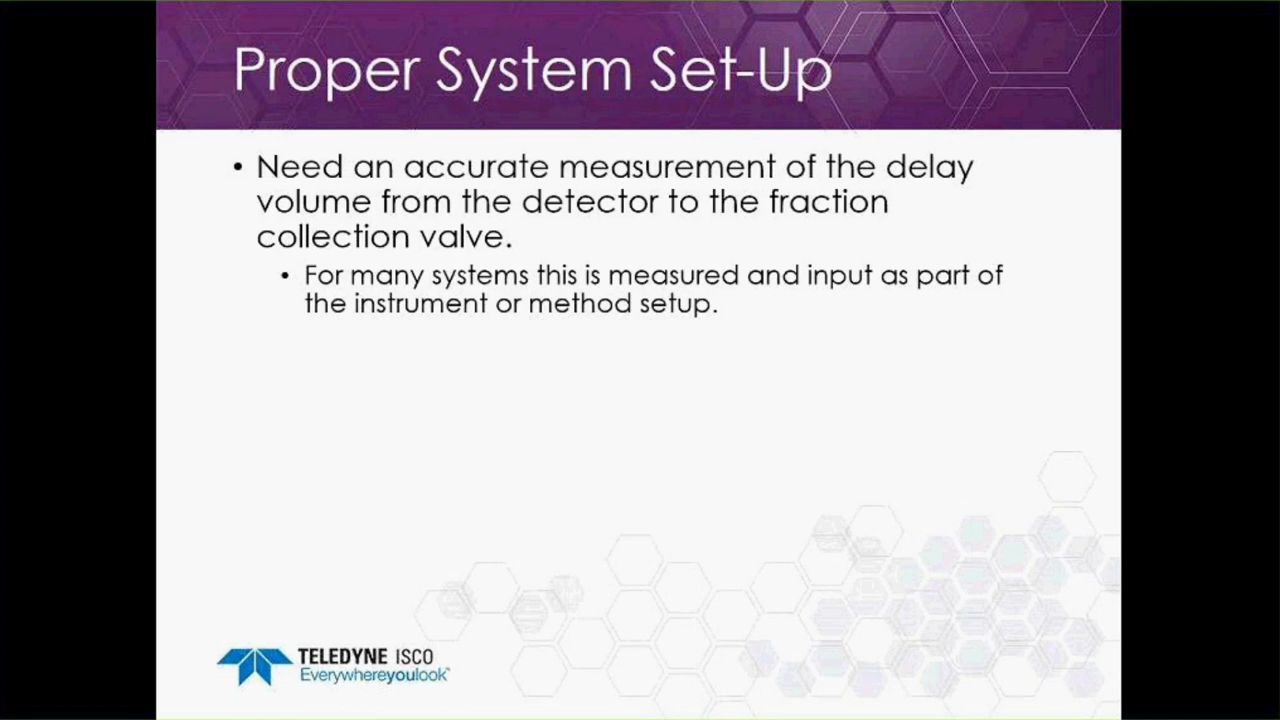 Proper System Set-Up
• Need an accurate measurement of the delay
volume from the detector to the fraction
collection valve.
• For many systems this is measured and input as part of
the instrument or method setup.
TELEDYNE ISCO
Everywhereyoulook